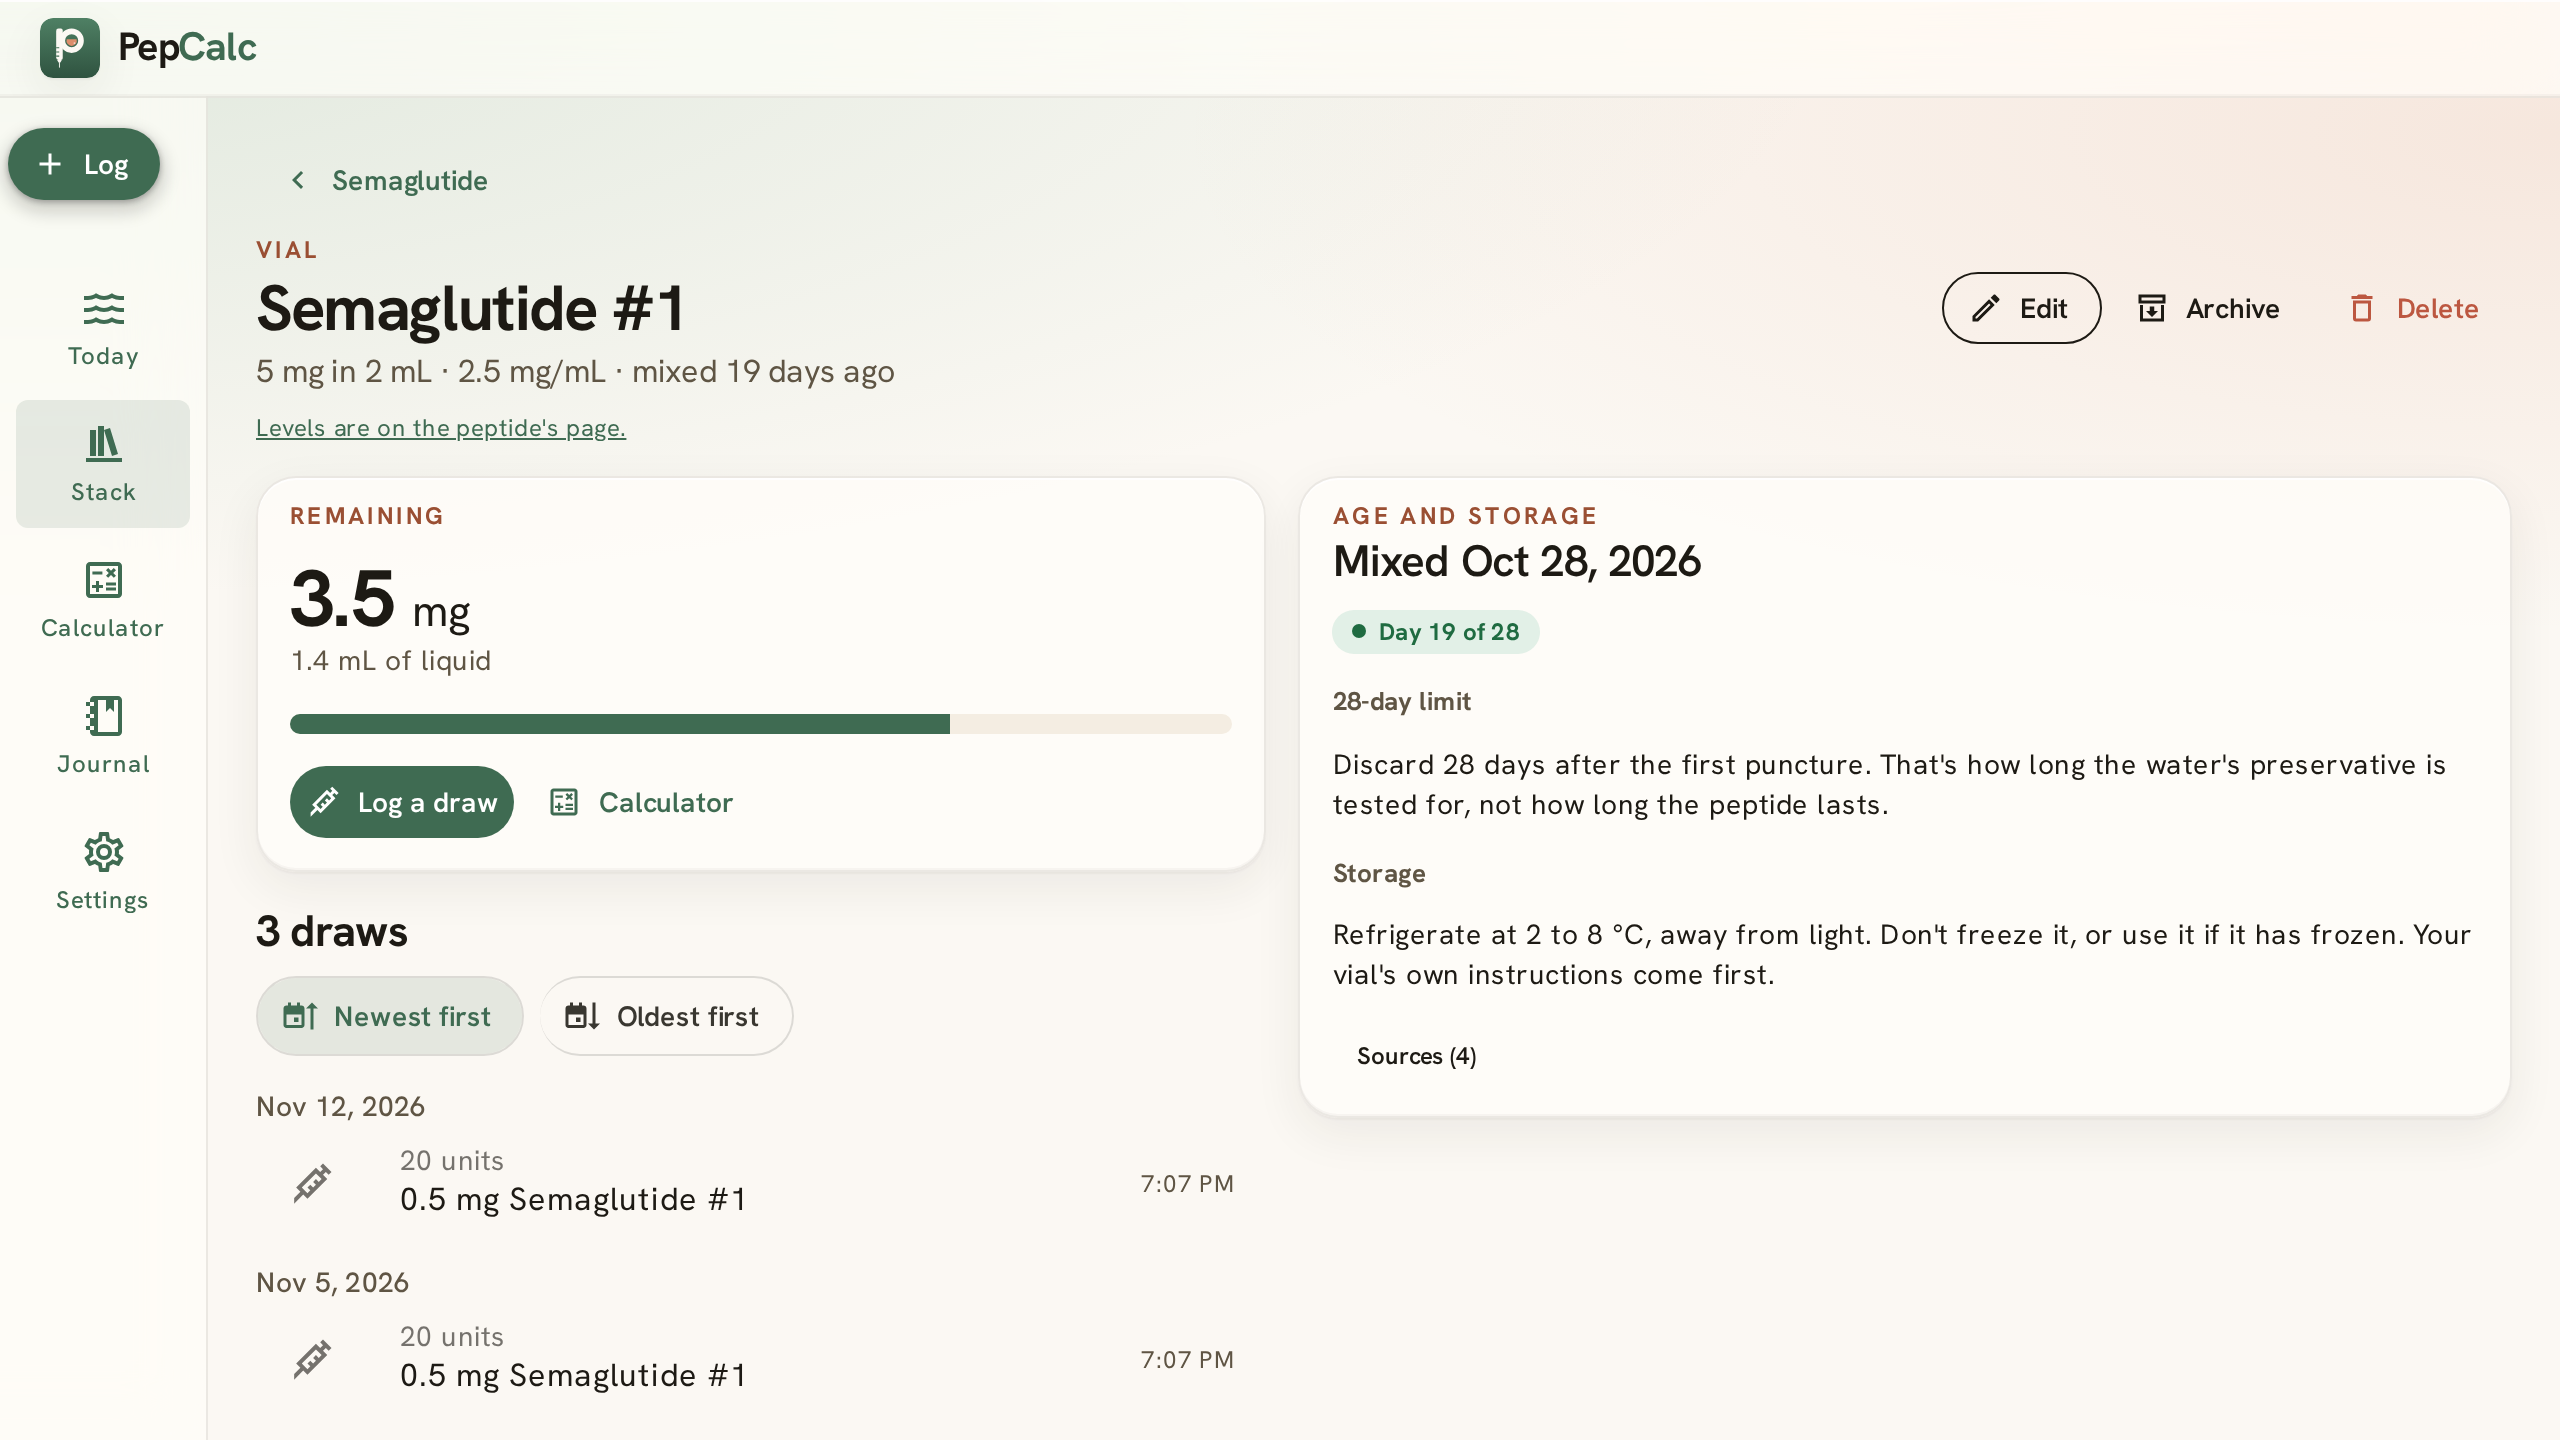 PepCalc
Log
Today
Stack
Calculator
Journal
Settings
Semaglutide
VIAL
Semaglutide #1
5 mg in 2 mL · 2.5 mg/mL · mixed 19 days ago
Levels are on the peptide's page.
Edit
Archive
Delete
REMAINING
3.5 mg
1.4 mL of liquid
Log a draw
Calculator
3 draws
Newest first
Oldest first
Nov 12, 2026
20 units
0.5 mg Semaglutide #1
7:07 PM
Nov 5, 2026
20 units
0.5 mg Semaglutide #1
7:07 PM
AGE AND STORAGE
Mixed Oct 28, 2026
Day 19 of 28
28-day limit
Discard 28 days after the first puncture. That's how long the water's preservative is
tested for, not how long the peptide lasts.
Storage
Refrigerate at 2 to 8 °C, away from light. Don't freeze it, or use it if it has frozen. Your
vial's own instructions come first.
Sources (4)